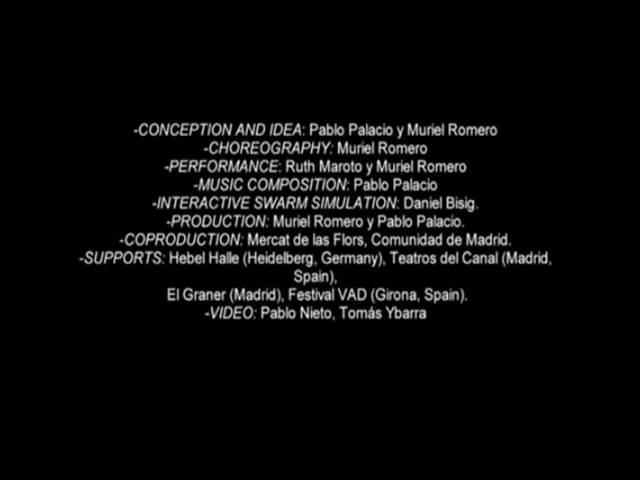 -CONCEPTION AND IDEA: Pablo Palacio y Muriel Romero
-CHOREOGRAPHY: Muriel Romero
-PERFORMANCE: Ruth Maroto y Muriel Romero
-MUSIC COMPOSITION: Pablo Palacio
-INTERACTIVE SWARM SIMULATION: Daniel Bisig.
-PRODUCTION: Muriel Romero y Pablo Palacio.
-COPRODUCTION: Mercat de las Flors, Comunidad de Madrid.
-SUPPORTS: Hebel Halle (Heidelberg, Germany), Teatros del Canal (Madrid,
Spain),
El Graner (Madrid), Festival VAD (Girona, Spain).
-VIDEO: Pablo Nieto, Tomás Ybarra